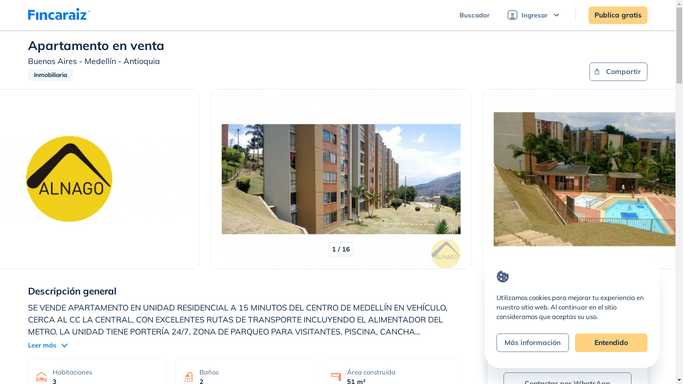 Fincaraiz
Buscador
Ingresar
Publica gratis
Apartamento en venta
Buenos Aires - Medellín - Antioquia
Inmobiliaria
Compartir
ALNAGO
1 / 16
ALNAGO
Descripción general
SE VENDE APARTAMENTO EN UNIDAD RESIDENCIAL A 15 MINUTOS DEL CENTRO DE MEDELLÍN EN VEHÍCULO,
CERCA AL CC LA CENTRAL, CON EXCELENTES RUTAS DE TRANSPORTE INCLUYENDO EL ALIMENTADOR DEL
METRO. LA UNIDAD TIENE PORTERÍA 24/7, ZONA DE PARQUEO PARA VISITANTES, PISCINA, CANCHA...
Leer más
Habitaciones
3
Baños
2
Área construida
51 m²
Utilizamos cookies para mejorar tu experiencia en
nuestro sitio web. Al continuar en el sitio
consideramos que aceptas su uso.
Más información
Entendido
Contactar por WhatsApp